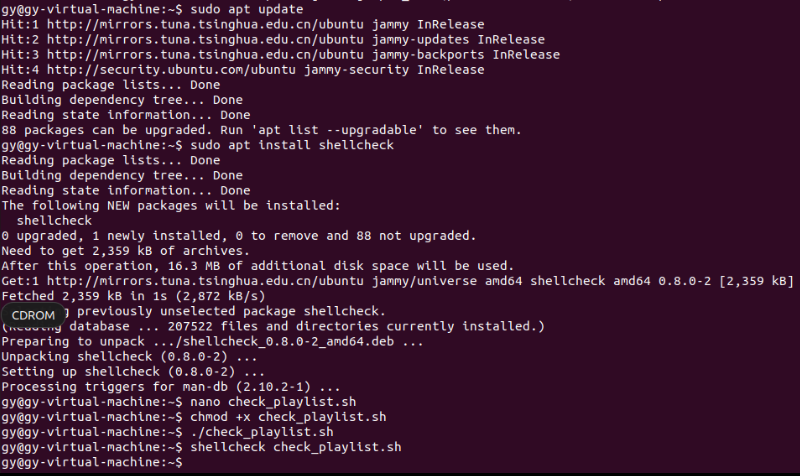 gy@gy-virtual-machine:~$ sudo apt update
Hit:1 http://mirrors.tuna.tsinghua.edu.cn/ubuntu jammy InRelease
Hit:2 http://mirrors.tuna.tsinghua.edu.cn/ubuntu jammy-updates InRelease
Hit:3 http://mirrors.tuna.tsinghua.edu.cn/ubuntu jammy-backports InRelease
Hit:4 http://security.ubuntu.com/ubuntu jammy-security InRelease
Reading package lists... Done
Building dependency tree... Done
Reading state information... Done
88 packages can be upgraded. Run 'apt list --upgradable' to see them.
gy@gy-virtual-machine:~$ sudo apt install shellcheck
Reading package lists... Done
Building dependency tree... Done
Reading state information... Done
The following NEW packages will be installed:
  shellcheck
0 upgraded, 1 newly installed, 0 to remove and 88 not upgraded.
Need to get 2,359 kB of archives.
After this operation, 16.3 MB of additional disk space will be used.
Get:1 http://mirrors.tuna.tsinghua.edu.cn/ubuntu jammy/universe amd64 shellcheck amd64 0.8.0-2 [2,359 kB]
Fetched 2,359 kB in 1s (2,872 kB/s)
CDROM
previously unselected package shellcheck.
database ... 207522 files and directories currently installed.)
Preparing to unpack .../shellcheck_0.8.0-2_amd64.deb ...
Unpacking shellcheck (0.8.0-2) ...
Setting up shellcheck (0.8.0-2) ...
Processing triggers for man-db (2.10.2-1) ...
gy@gy-virtual-machine:~$ nano check_playlist.sh
gy@gy-virtual-machine:~$ chmod +x check_playlist.sh
gy@gy-virtual-machine:~$ ./check_playlist.sh
gy@gy-virtual-machine:~$ shellcheck check_playlist.sh
gy@gy-virtual-machine:~$